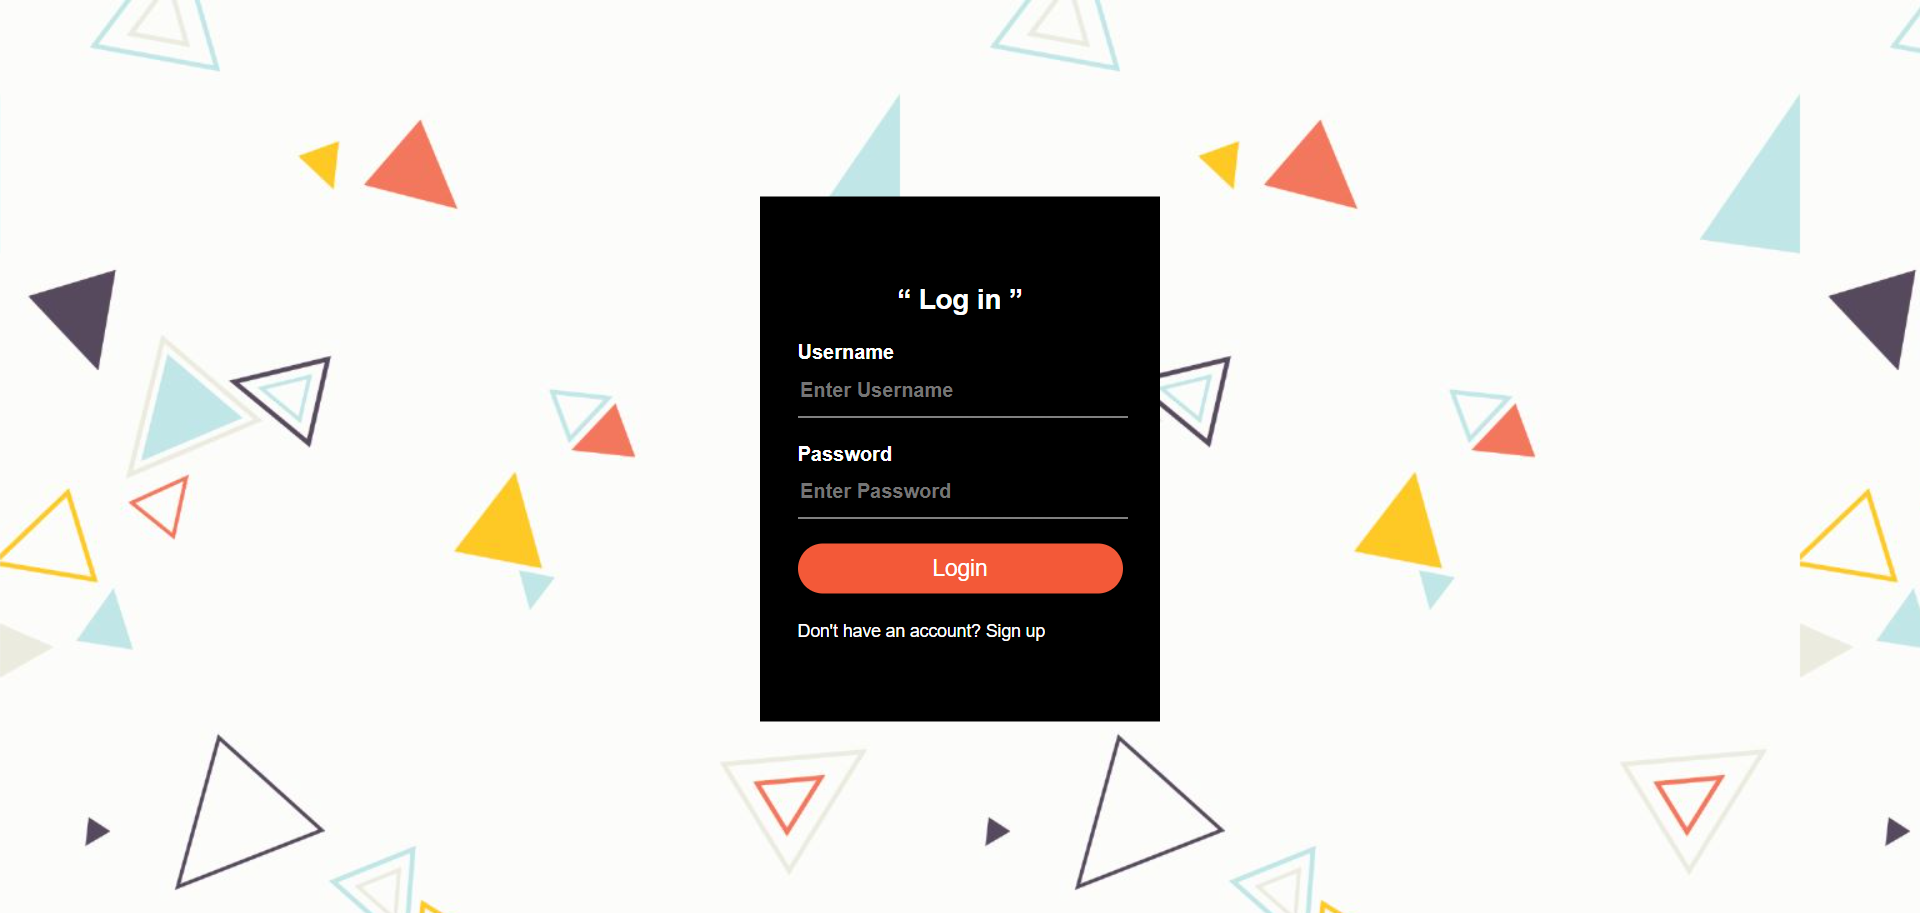 “ Log in ”
Username
Enter Username
Password
Enter Password
Login
Don't have an account? Sign up